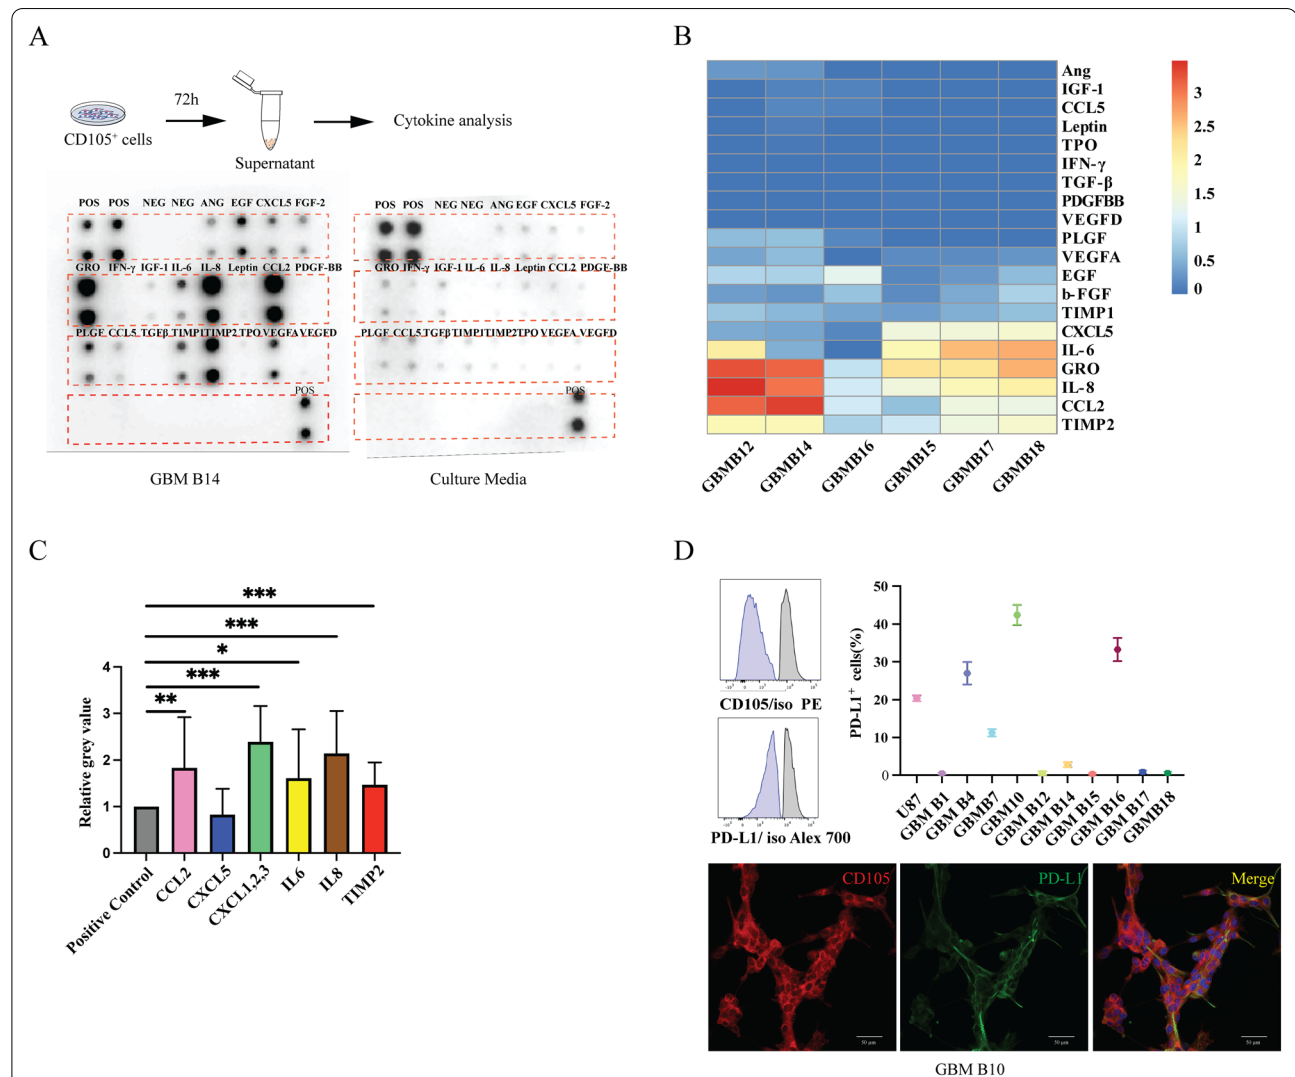 A
72h
CD105+ cells
Supernatant
Cytokine analysis
POS POS NEG NEG ANG EGF CXCL5 FGF-2
GRO IFN-γ IGF-1 IL-6 IL-8 Leptin CCL2 PDGF-BB
PLGF CCL5 TGFβ TIMP1 TIMP2 TPO VEGFA VEGFD
POS
GBM B14
POS POS NEG NEG ANG EGF CXCL5 FGF-2
GRO IFN-γ IGF-1 IL-6 IL-8 Leptin CCL2 PDGF-BB
PLGF CCL5 TGFβ TIMP1 TIMP2 TPO VEGFA VEGFD
POS
Culture Media
B
Ang
IGF-1
CCL5
Leptin
TPO
IFN-γ
TGF-β
PDGFBB
VEGFD
PLGF
VEGFA
EGF
b-FGF
TIMP1
CXCL5
IL-6
GRO
IL-8
CCL2
TIMP2
GBMB12 GBMB14 GBMB16 GBMB15 GBMB17 GBMB18
3
2.5
2
1.5
1
0.5
0
C
***
***
*
***
**
Relative grey value
4
3
2
1
0
Positive Control CCL2 CXCL5 CXCL1,2,3 IL6 IL8 TIMP2
D
CD105/iso PE
PD-L1/ iso Alex 700
PD-L1+ cells(%)
50
40
30
20
10
0
U87 GBM B1 GBM B4 GBMB7 GBM10 GBM B12 GBM B14 GBM B15 GBM B16 GBM B17 GBMB18
CD105
50 μm
PD-L1
50 μm
Merge
50 μm
GBM B10